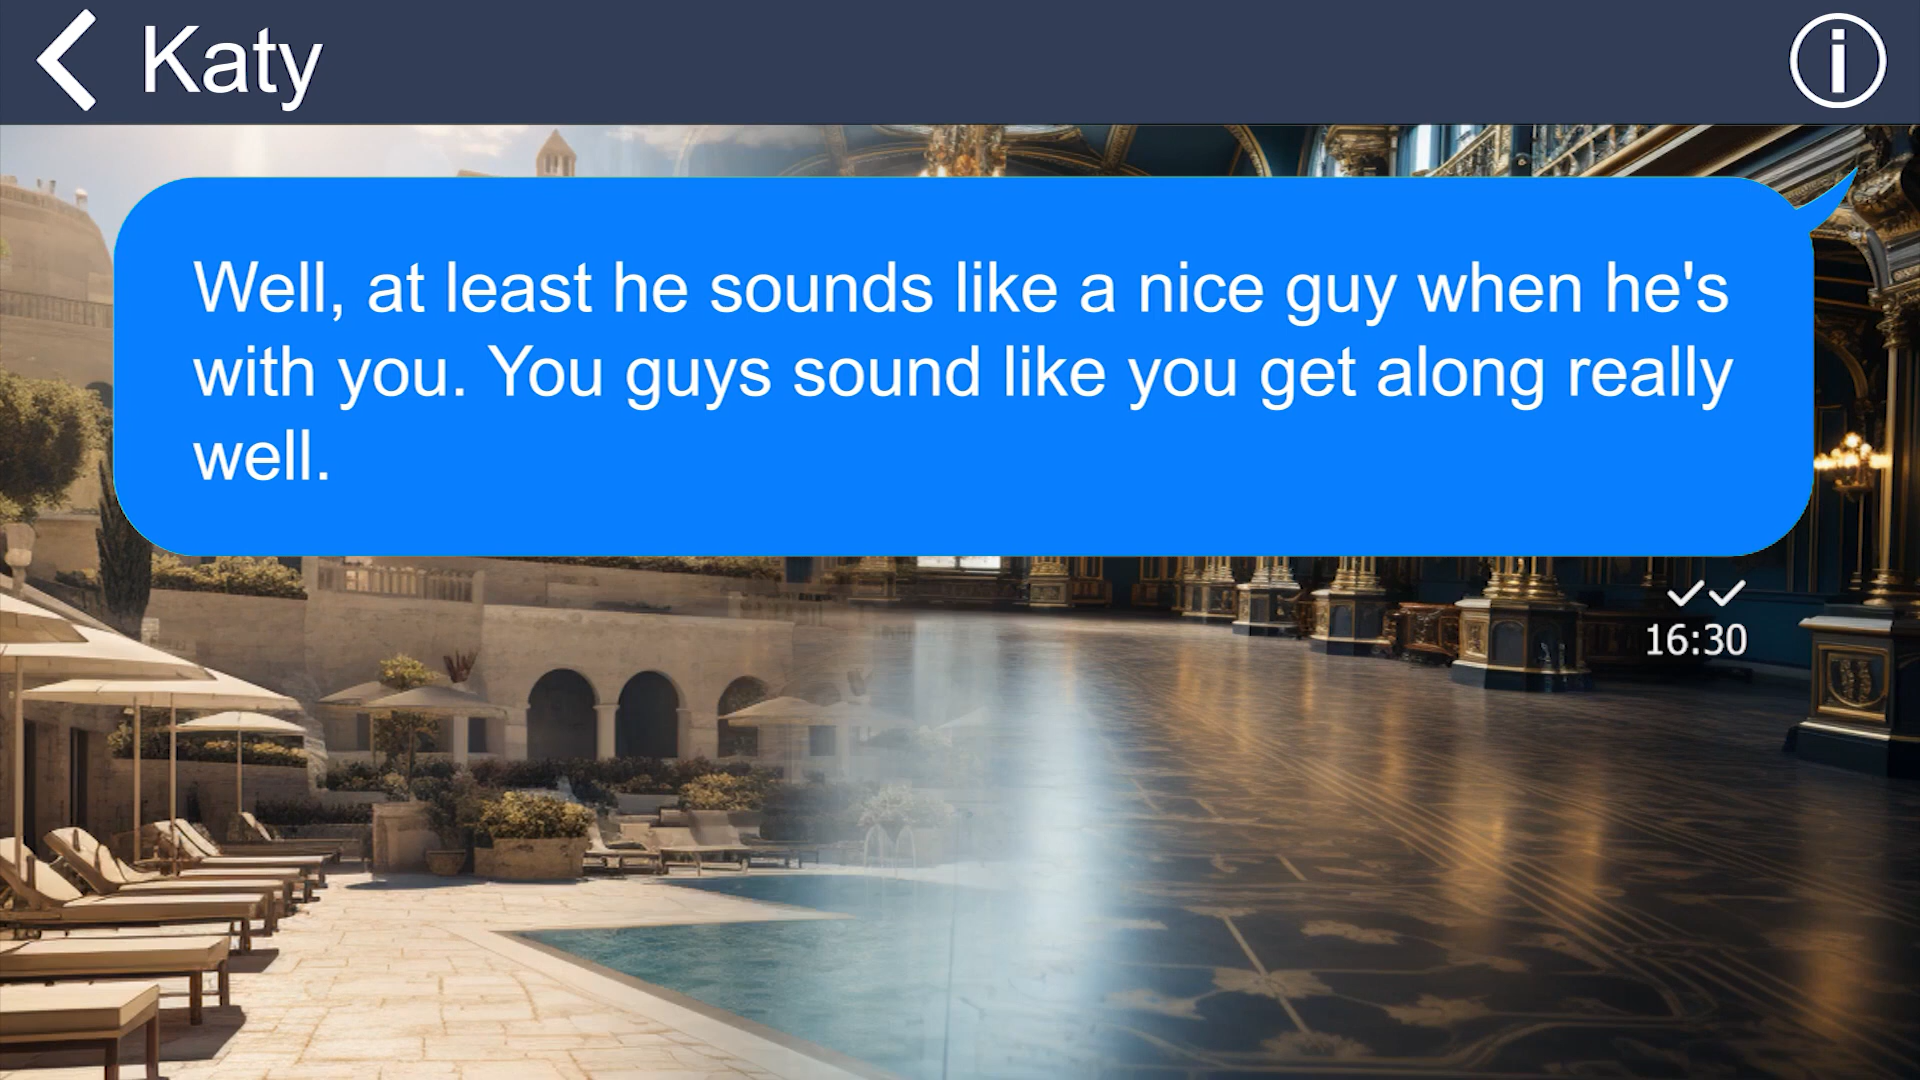 Katy
Well, at least he sounds like a nice guy when he's
with you. You guys sound like you get along really
well.
16:30